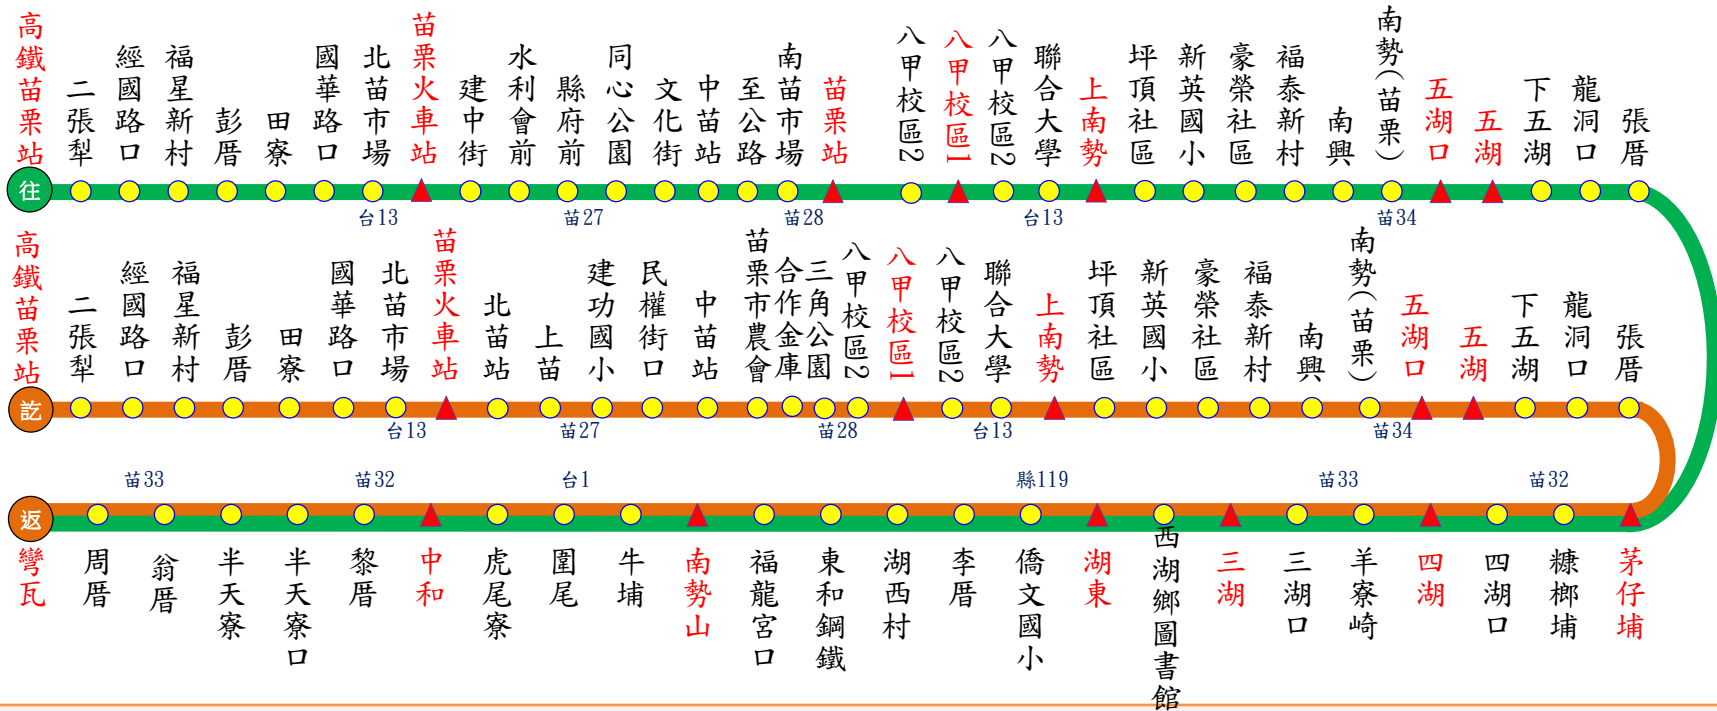 高鐵苗栗站
二張犁
經國路口
福星新村
彭厝
田寮
國華路口
北苗市場
苗栗火車站
建中街
水利會前
縣府前
同心公園
文化街
中苗站
至公路
南苗市場
苗栗站
八甲校區2
八甲校區1
八甲校區2
聯合大學
上南勢
坪頂社區
新英國小
豪榮社區
福泰新村
南興
南勢(苗栗)
五湖口
五湖
下五湖
龍洞口
張厝
往
台13
苗27
苗28
台13
苗34
高鐵苗栗站
二張犁
經國路口
福星新村
彭厝
田寮
國華路口
北苗市場
苗栗火車站
北苗站
上苗
建功國小
民權街口
中苗站
苗栗市農會
合作金庫
三角公園
八甲校區2
八甲校區1
八甲校區2
聯合大學
上南勢
坪頂社區
新英國小
豪榮社區
福泰新村
南興
南勢(苗栗)
五湖口
五湖
下五湖
龍洞口
張厝
訖
台13
苗27
苗28
台13
苗34
苗33
苗32
台1
縣119
苗33
苗32
返
彎瓦
周厝
翁厝
半天寮
半天寮口
黎厝
中和
虎尾寮
圍尾
牛埔
南勢山
福龍宮口
東和鋼鐵
湖西村
李厝
僑文國小
湖東
西湖鄉圖書館
三湖
三湖口
羊寮崎
四湖
四湖口
糠榔埔
茅仔埔